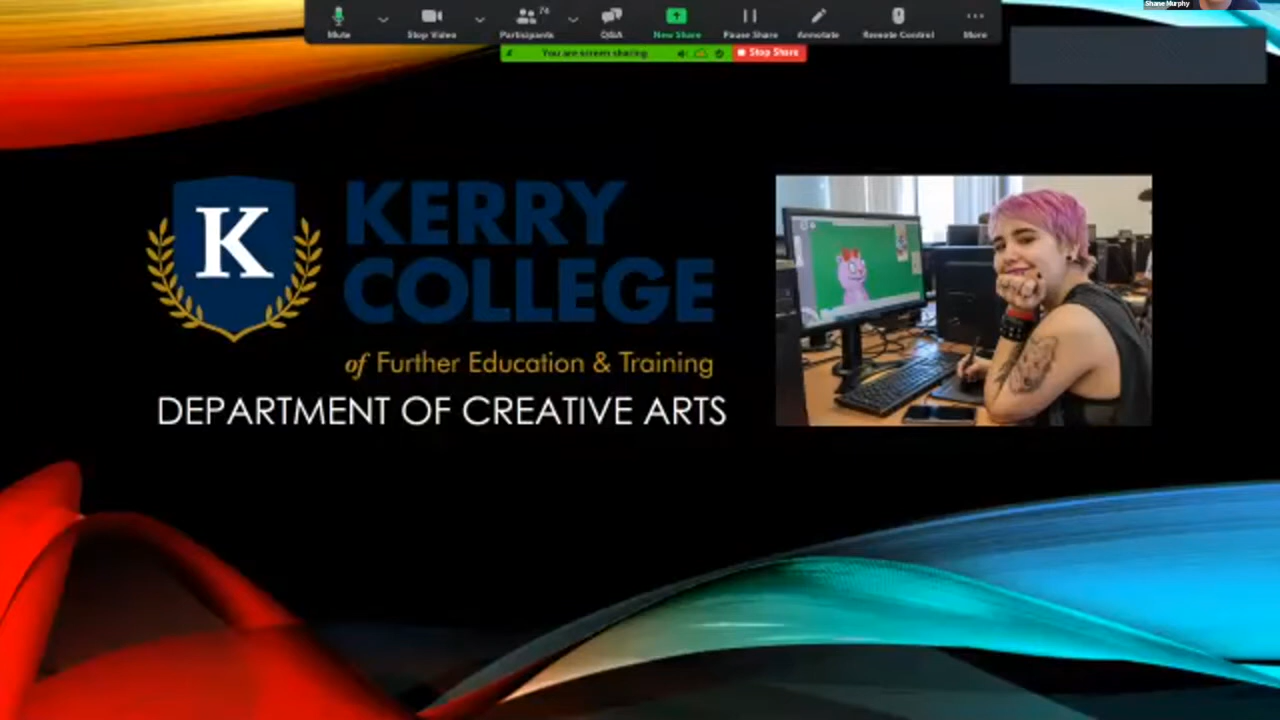 Shane Murphy
74
Mute
Stop Video
Participants
Q&A
New Share
Pause Share
Annotate
Remote Control
More
You are screen sharing
Stop Share
K
KERRY
COLLEGE
of Further Education & Training
DEPARTMENT OF CREATIVE ARTS